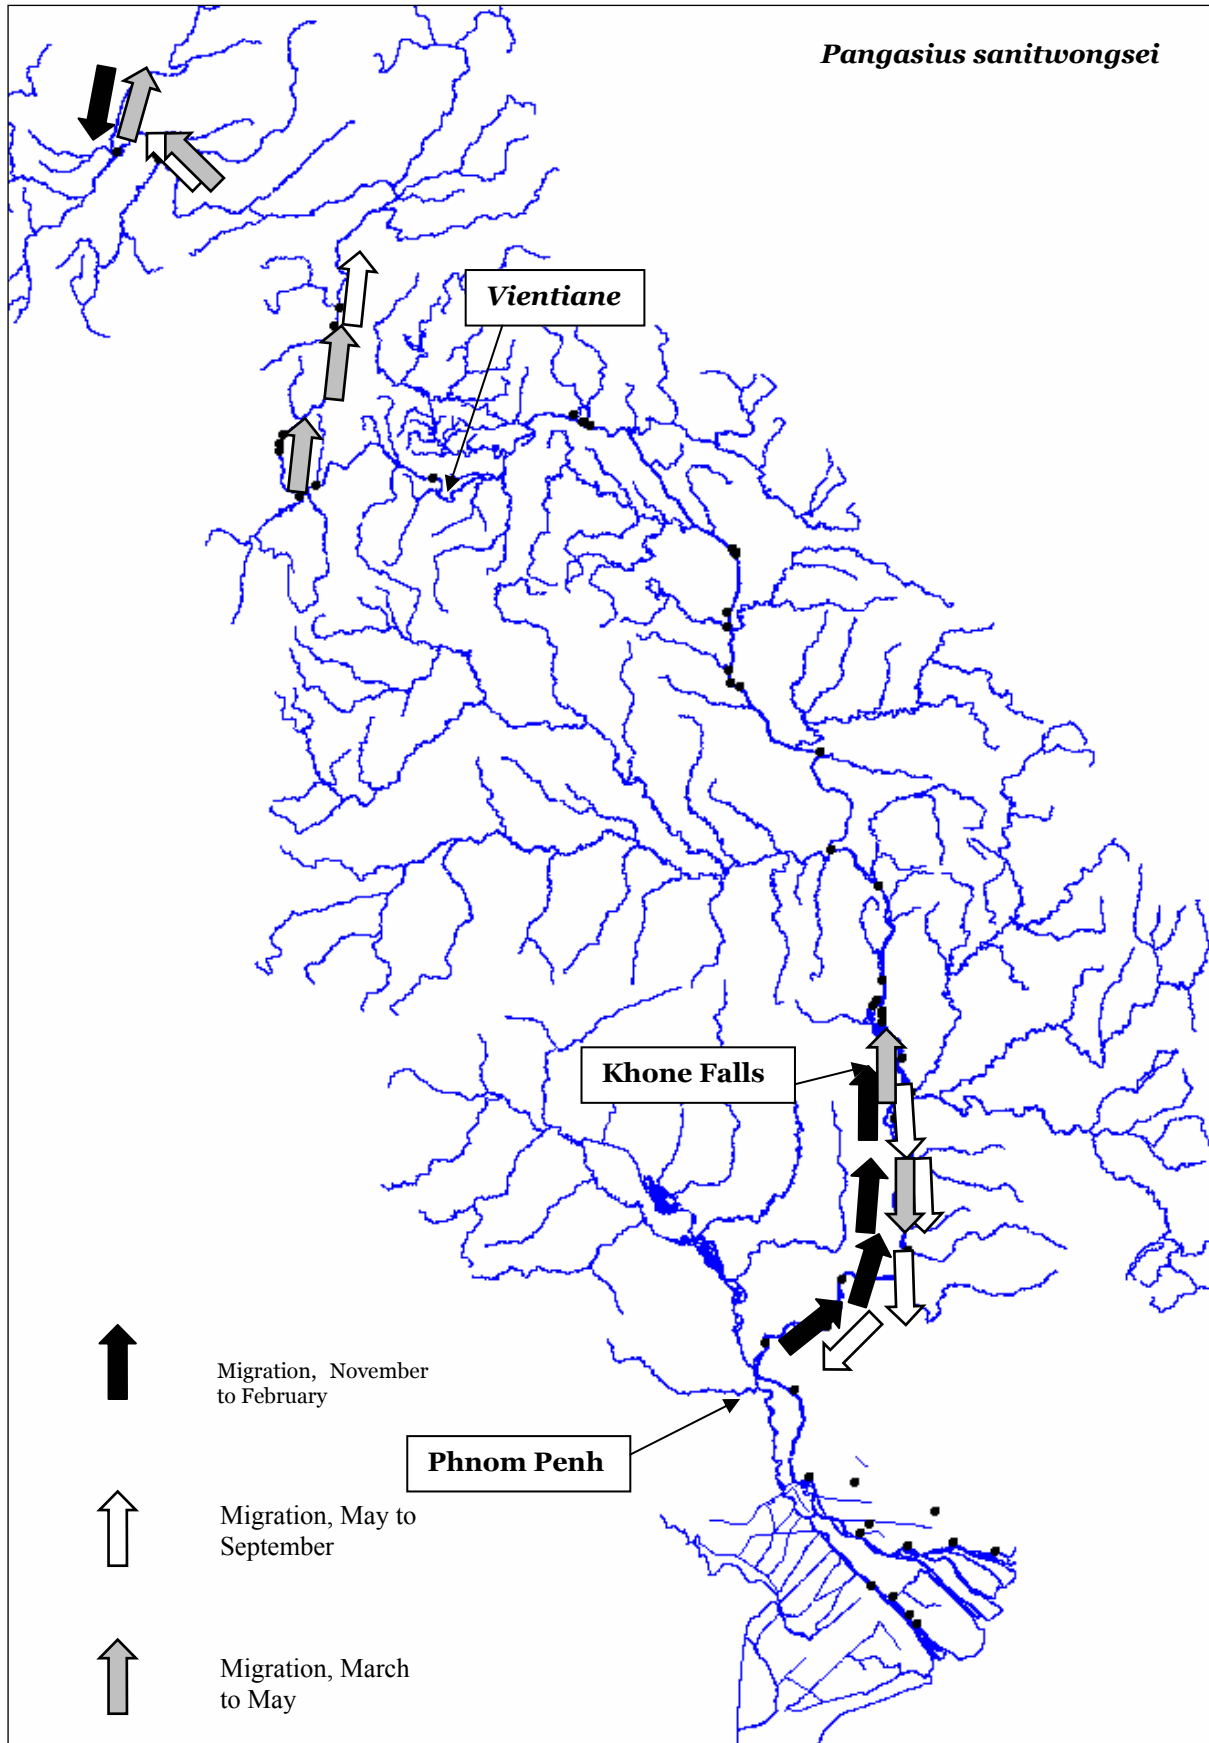 Pangasius sanitwongsei
Vientiane
Khone Falls
Phnom Penh
Migration, November
to February
Migration, May to
September
Migration, March
to May